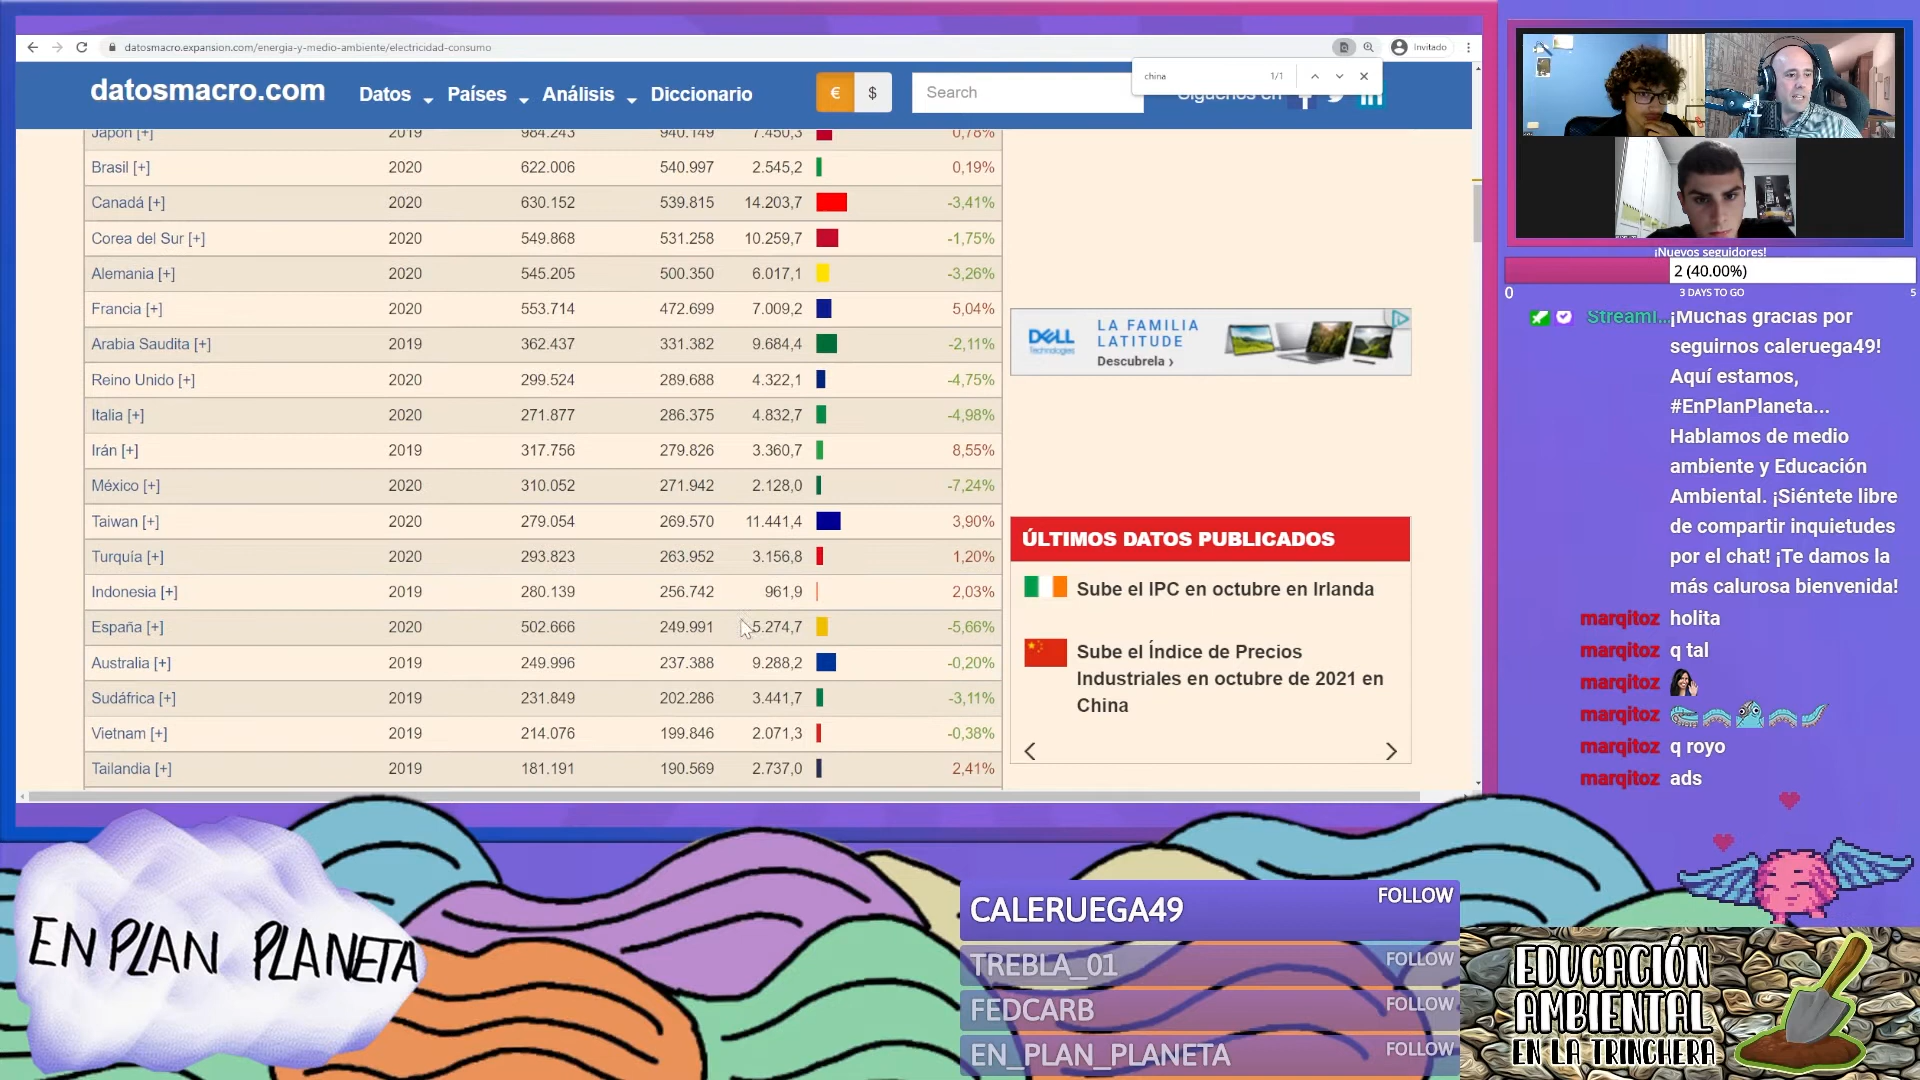 datosmacro.expansion.com/energia-y-medio-ambiente/electricidad-consumo
Invitado
china 1/1
datosmacro.com Datos Países Análisis Diccionario € $ Search Síguenos en
Japón [+] 2019 984.243 940.149 7.450,3 0,78%
Brasil [+] 2020 622.006 540.997 2.545,2 0,19%
Canadá [+] 2020 630.152 539.815 14.203,7 -3,41%
Corea del Sur [+] 2020 549.868 531.258 10.259,7 -1,75%
Alemania [+] 2020 545.205 500.350 6.017,1 -3,26%
Francia [+] 2020 553.714 472.699 7.009,2 5,04%
Arabia Saudita [+] 2019 362.437 331.382 9.684,4 -2,11%
Reino Unido [+] 2020 299.524 289.688 4.322,1 -4,75%
Italia [+] 2020 271.877 286.375 4.832,7 -4,98%
Irán [+] 2019 317.756 279.826 3.360,7 8,55%
México [+] 2020 310.052 271.942 2.128,0 -7,24%
Taiwan [+] 2020 279.054 269.570 11.441,4 3,90%
Turquía [+] 2020 293.823 263.952 3.156,8 1,20%
Indonesia [+] 2019 280.139 256.742 961,9 2,03%
España [+] 2020 502.666 249.991 5.274,7 -5,66%
Australia [+] 2019 249.996 237.388 9.288,2 -0,20%
Sudáfrica [+] 2019 231.849 202.286 3.441,7 -3,11%
Vietnam [+] 2019 214.076 199.846 2.071,3 -0,38%
Tailandia [+] 2019 181.191 190.569 2.737,0 2,41%
DELL
Technologies
LA FAMILIA
LATITUDE
Descubrela ›
ÚLTIMOS DATOS PUBLICADOS
Sube el IPC en octubre en Irlanda
Sube el Índice de Precios
Industriales en octubre de 2021 en
China
¡Nuevos seguidores!
2 (40.00%)
0 3 DAYS TO GO 5
Streaml... ¡Muchas gracias por
seguirnos caleruega49!
Aquí estamos,
#EnPlanPlaneta...
Hablamos de medio
ambiente y Educación
Ambiental. ¡Siéntete libre
de compartir inquietudes
por el chat! ¡Te damos la
más calurosa bienvenida!
marqitoz holita
marqitoz q tal
marqitoz
marqitoz
marqitoz q royo
marqitoz ads
EN PLAN PLANETA
CALERUEGA49 FOLLOW
TREBLA_01 FOLLOW
FEDCARB FOLLOW
EN_PLAN_PLANETA FOLLOW
EDUCACIÓN
AMBIENTAL
EN LA TRINCHERA